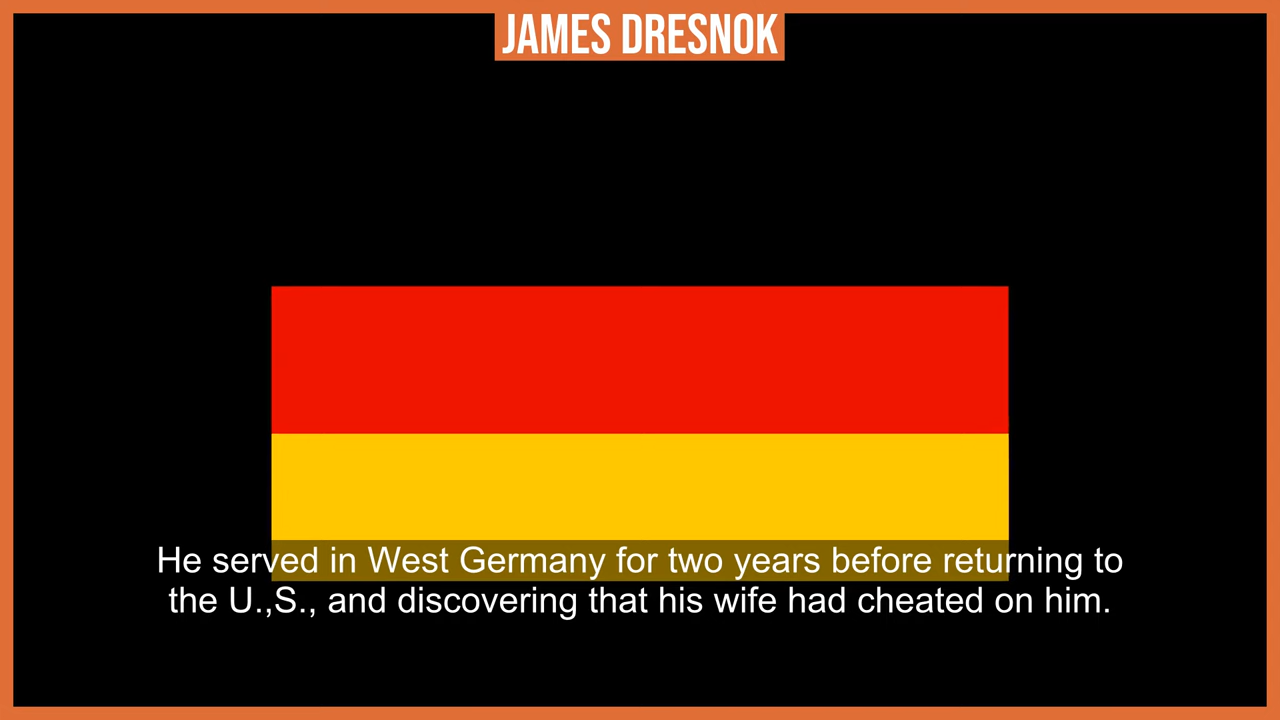 JAMES DRESNOK
He served in West Germany for two years before returning to
the U.,S., and discovering that his wife had cheated on him.